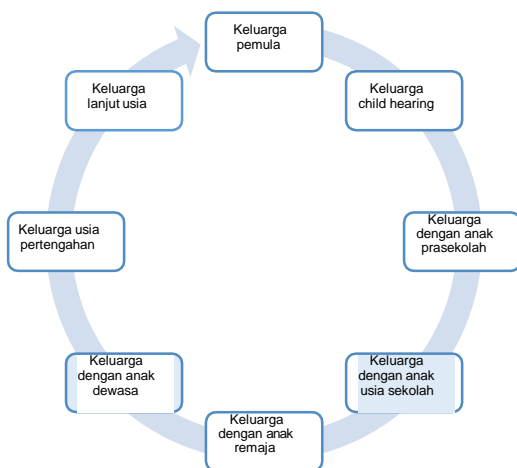 Keluarga
pemula
Keluarga
child hearing
Keluarga
dengan anak
prasekolah
Keluarga
dengan anak
usia sekolah
Keluarga
dengan anak
remaja
Keluarga
dengan anak
dewasa
Keluarga usia
pertengahan
Keluarga
lanjut usia